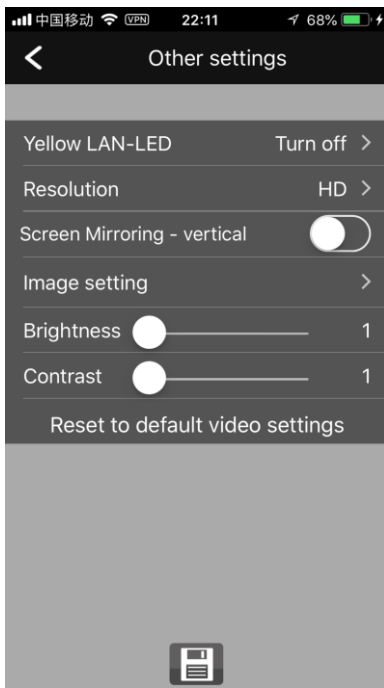 中国移动 VPN 22:11 68%
Other settings
Yellow LAN-LED Turn off
Resolution HD
Screen Mirroring - vertical
Image setting
Brightness 1
Contrast 1
Reset to default video settings